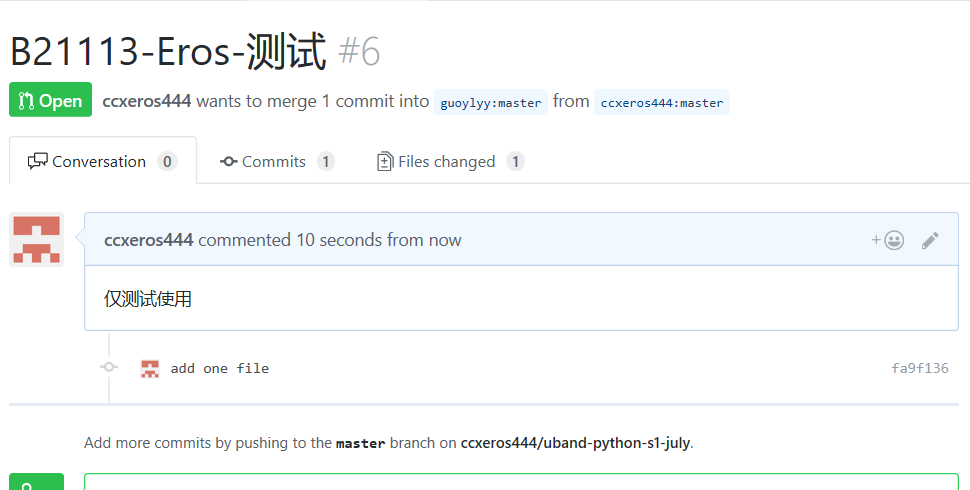 B21113-Eros-测试 #6
Open ccxeros444 wants to merge 1 commit into guoylyy:master from ccxeros444:master
Conversation 0 Commits 1 Files changed 1
ccxeros444 commented 10 seconds from now
仅测试使用
add one file fa9f136
Add more commits by pushing to the master branch on ccxeros444/uband-python-s1-july.